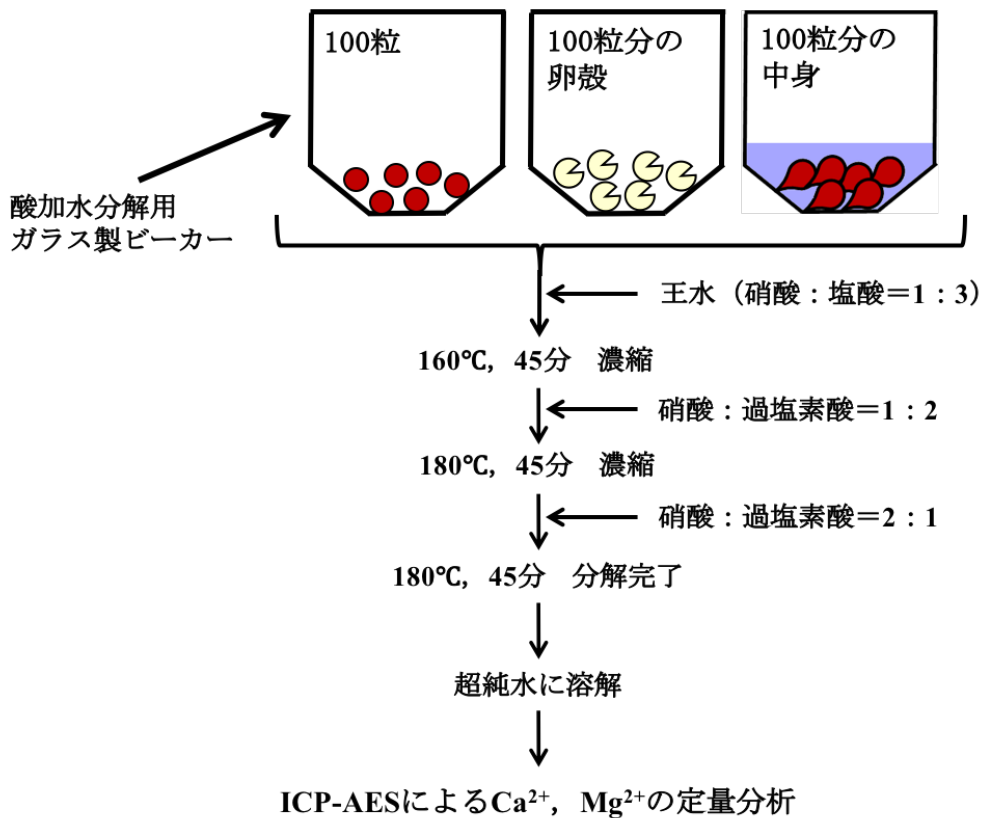 100粒
100粒分の
卵殻
100粒分の
中身
酸加水分解用
ガラス製ビーカー
王水（硝酸：塩酸＝1：3）
160℃，45分　濃縮
硝酸：過塩素酸＝1：2
180℃，45分　濃縮
硝酸：過塩素酸＝2：1
180℃，45分　分解完了
超純水に溶解
ICP-AESによるCa²⁺，Mg²⁺の定量分析